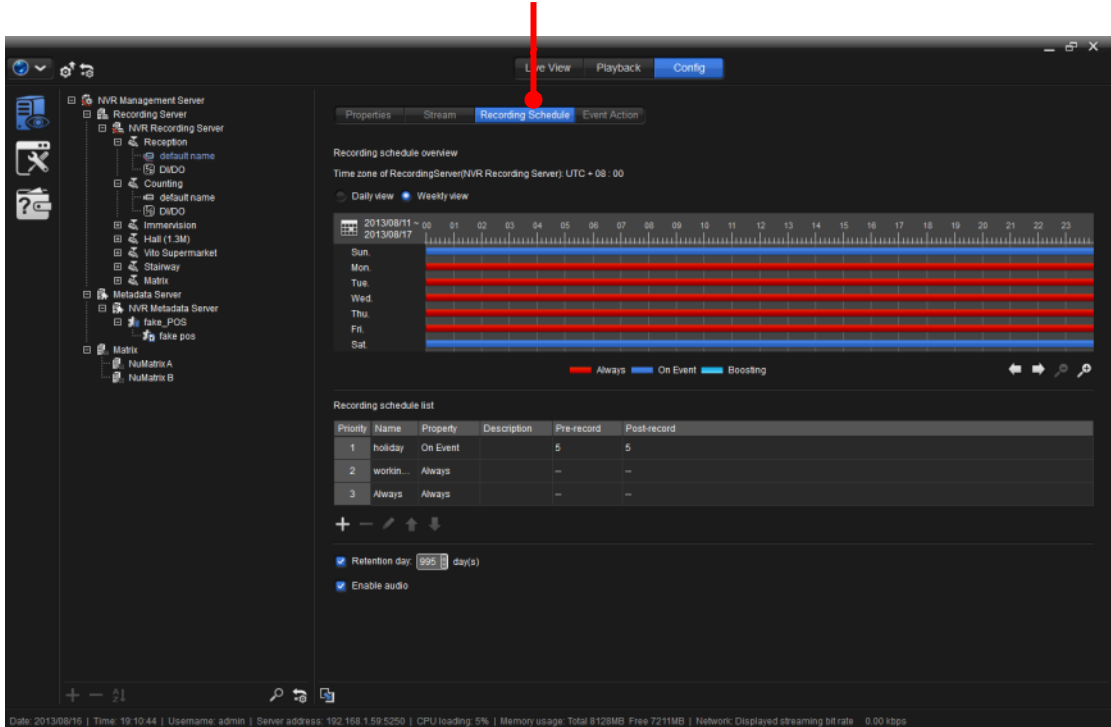 Live View Playback Config
NVR Management Server
Recording Server
NVR Recording Server
Reception
default name
DI/DO
Counting
default name
DI/DO
Immervision
Hall (1.3M)
Vito Supermarket
Stairway
Matrix
Metadata Server
NVR Metadata Server
fake_POS
fake pos
Matrix
NuMatrix A
NuMatrix B
Properties Stream Recording Schedule Event Action
Recording schedule overview
Time zone of RecordingServer(NVR Recording Server): UTC + 08 : 00
Daily view Weekly view
2013/08/11 ~ 00 01 02 03 04 05 06 07 08 09 10 11 12 13 14 15 16 17 18 19 20 21 22 23
2013/08/17
Sun.
Mon.
Tue.
Wed.
Thu.
Fri.
Sat.
Always On Event Boosting
Recording schedule list
Priority Name Property Description Pre-record Post-record
1 holiday On Event 5 5
2 workin... Always -- --
3 Always Always -- --
Retention day: 995 day(s)
Enable audio
Date: 2013/08/16 | Time: 19:10:44 | Username: admin | Server address: 192.168.1.59:5250 | CPU loading: 5% | Memory usage: Total 8128MB Free 7211MB | Network: Displayed streaming bit rate 0.00 kbps